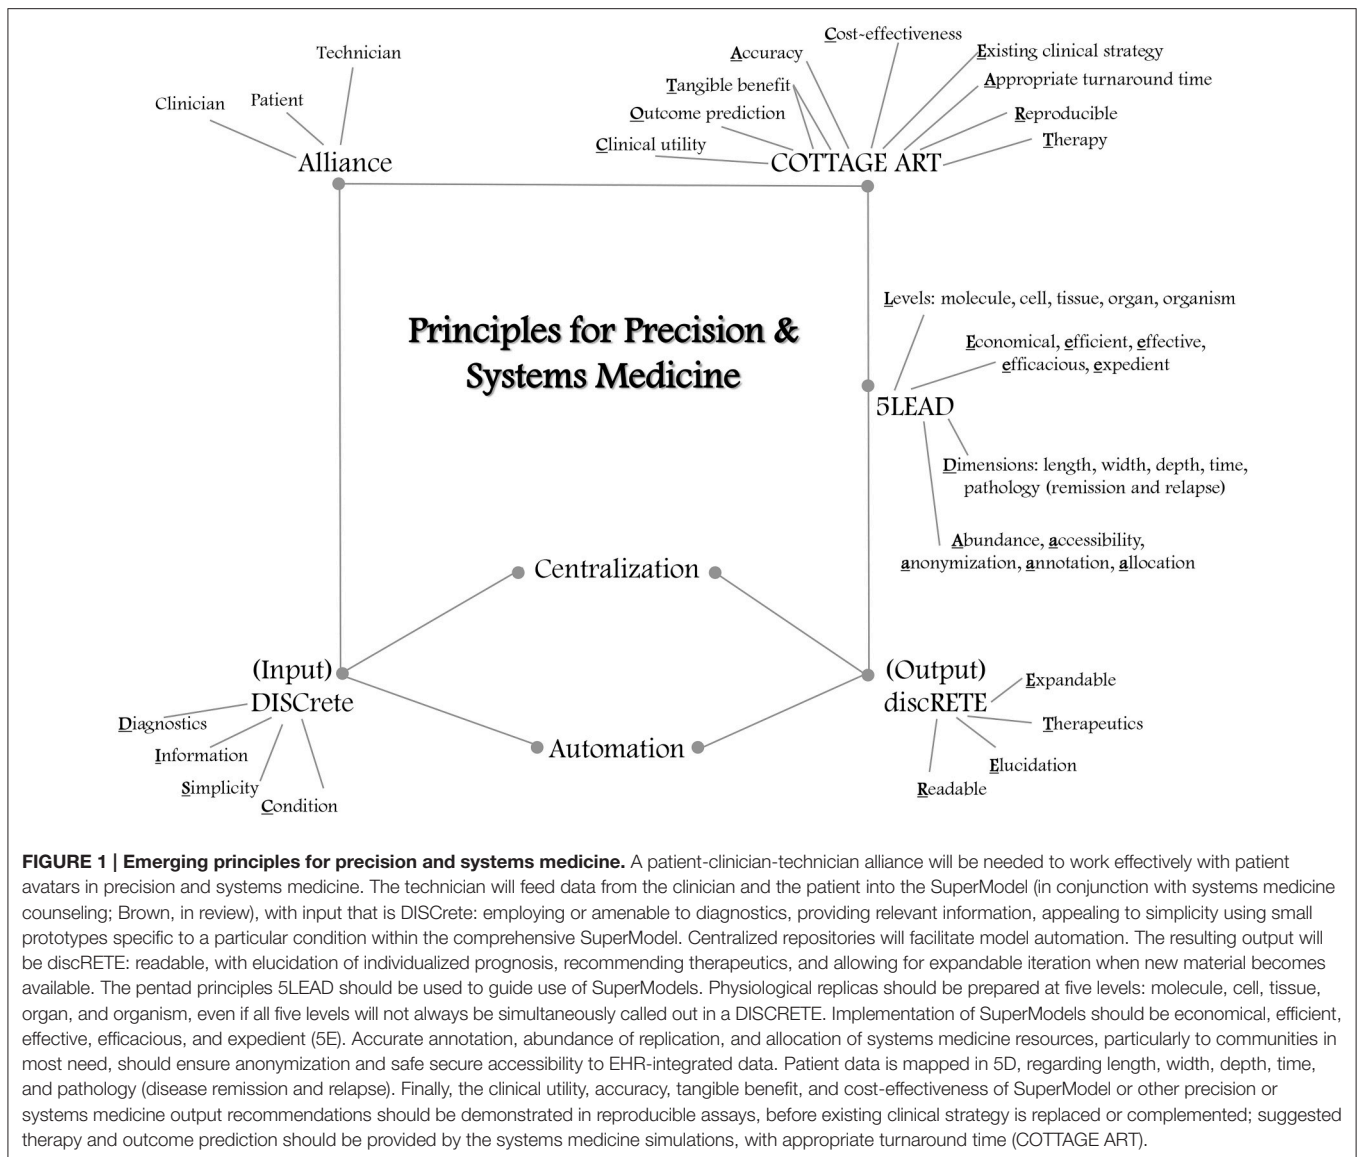 Technician
Clinician
Patient
Alliance
Cost-effectiveness
Accuracy
Existing clinical strategy
Tangible benefit
Appropriate turnaround time
Outcome prediction
Reproducible
Clinical utility
Therapy
COTTAGE ART
Principles for Precision &
Systems Medicine
Levels: molecule, cell, tissue, organ, organism
Economical, efficient, effective,
efficacious, expedient
5LEAD
Dimensions: length, width, depth, time,
pathology (remission and relapse)
Abundance, accessibility,
anonymization, annotation, allocation
Centralization
(Input)
DISCrete
Diagnostics
Information
Simplicity
Condition
Automation
(Output)
discRETE
Expandable
Therapeutics
Elucidation
Readable
FIGURE 1 | Emerging principles for precision and systems medicine. A patient-clinician-technician alliance will be needed to work effectively with patient
avatars in precision and systems medicine. The technician will feed data from the clinician and the patient into the SuperModel (in conjunction with systems medicine
counseling; Brown, in review), with input that is DISCrete: employing or amenable to diagnostics, providing relevant information, appealing to simplicity using small
prototypes specific to a particular condition within the comprehensive SuperModel. Centralized repositories will facilitate model automation. The resulting output will
be discRETE: readable, with elucidation of individualized prognosis, recommending therapeutics, and allowing for expandable iteration when new material becomes
available. The pentad principles 5LEAD should be used to guide use of SuperModels. Physiological replicas should be prepared at five levels: molecule, cell, tissue,
organ, and organism, even if all five levels will not always be simultaneously called out in a DISCRETE. Implementation of SuperModels should be economical, efficient,
effective, efficacious, and expedient (5E). Accurate annotation, abundance of replication, and allocation of systems medicine resources, particularly to communities in
most need, should ensure anonymization and safe secure accessibility to EHR-integrated data. Patient data is mapped in 5D, regarding length, width, depth, time,
and pathology (disease remission and relapse). Finally, the clinical utility, accuracy, tangible benefit, and cost-effectiveness of SuperModel or other precision or
systems medicine output recommendations should be demonstrated in reproducible assays, before existing clinical strategy is replaced or complemented; suggested
therapy and outcome prediction should be provided by the systems medicine simulations, with appropriate turnaround time (COTTAGE ART).